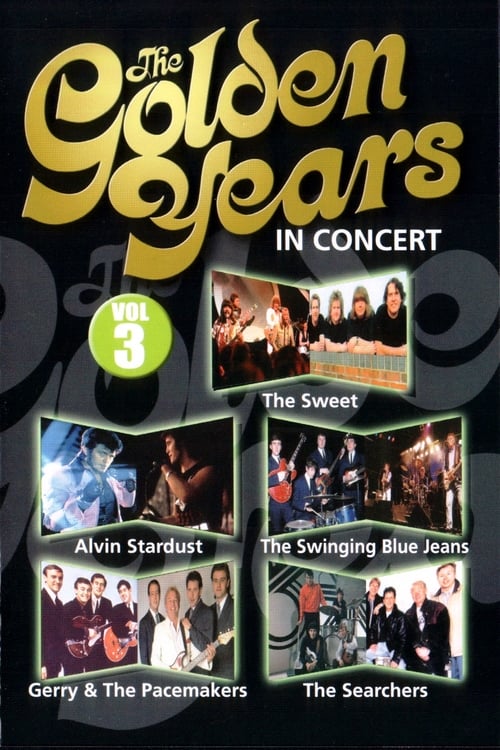 The
Golden
Years
IN CONCERT
VOL
3
The Sweet
Alvin Stardust
The Swinging Blue Jeans
Gerry & The Pacemakers
The Searchers